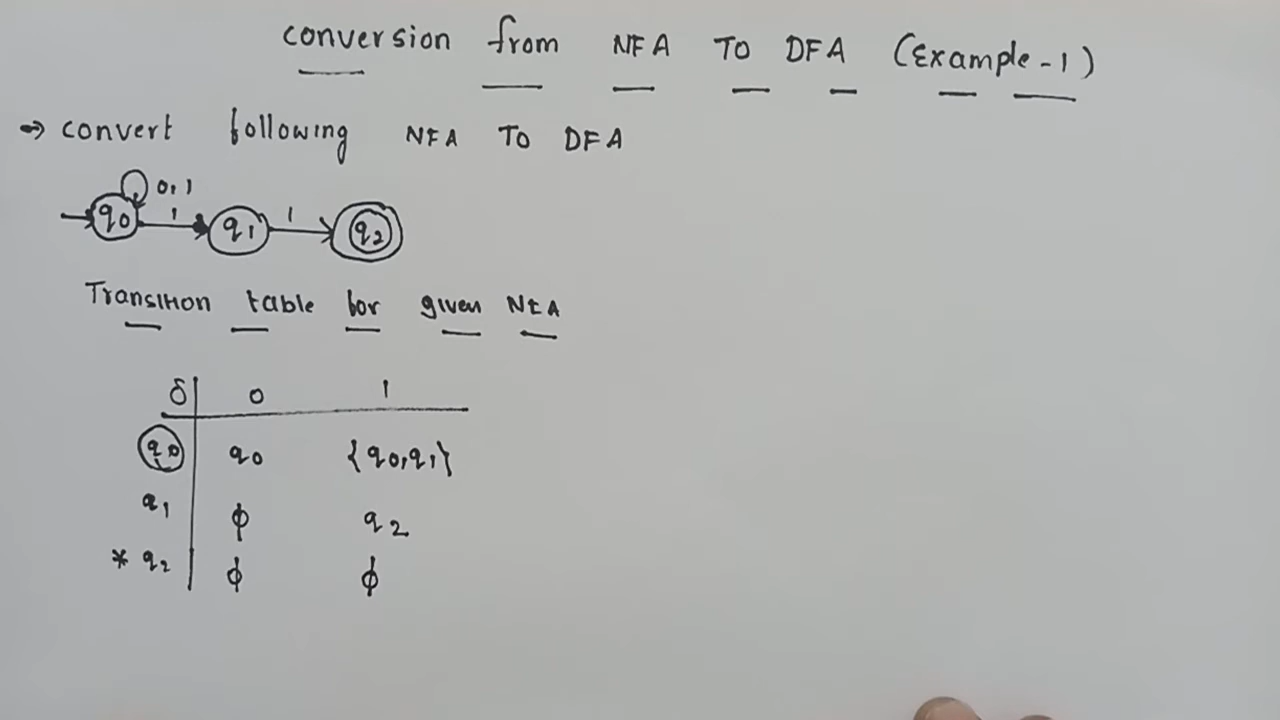 conversion from NFA TO DFA (Example-1)
⇒ convert following NFA TO DFA
0,1
q0 1 q1 1 q2
Transition table for given NFA
δ 0 1
q0 q0 {q0,q1}
q1 ϕ q2
* q2 ϕ ϕ